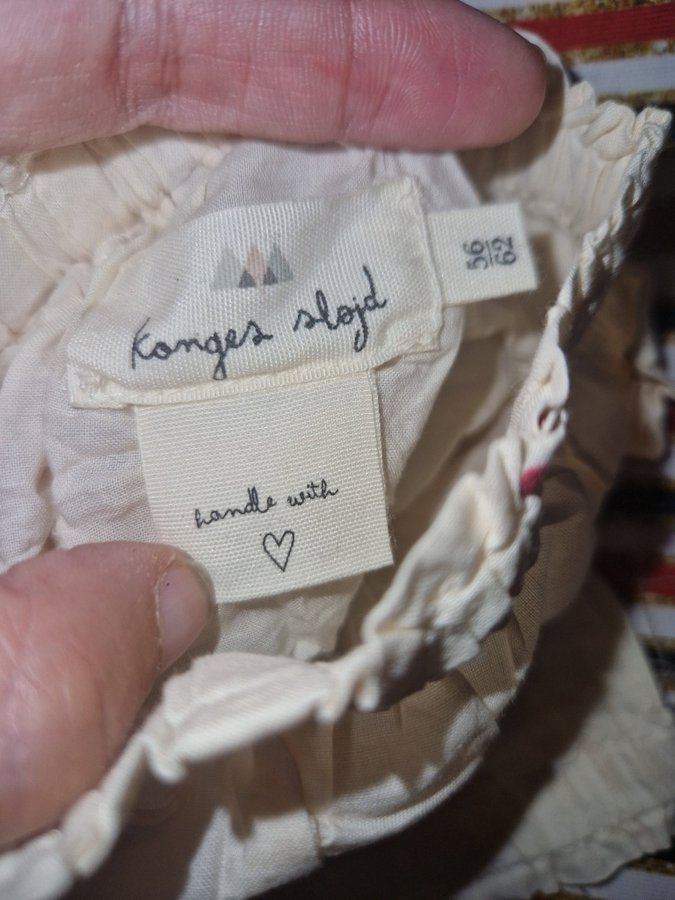 Konges sløjd
56
62
handle with
♡